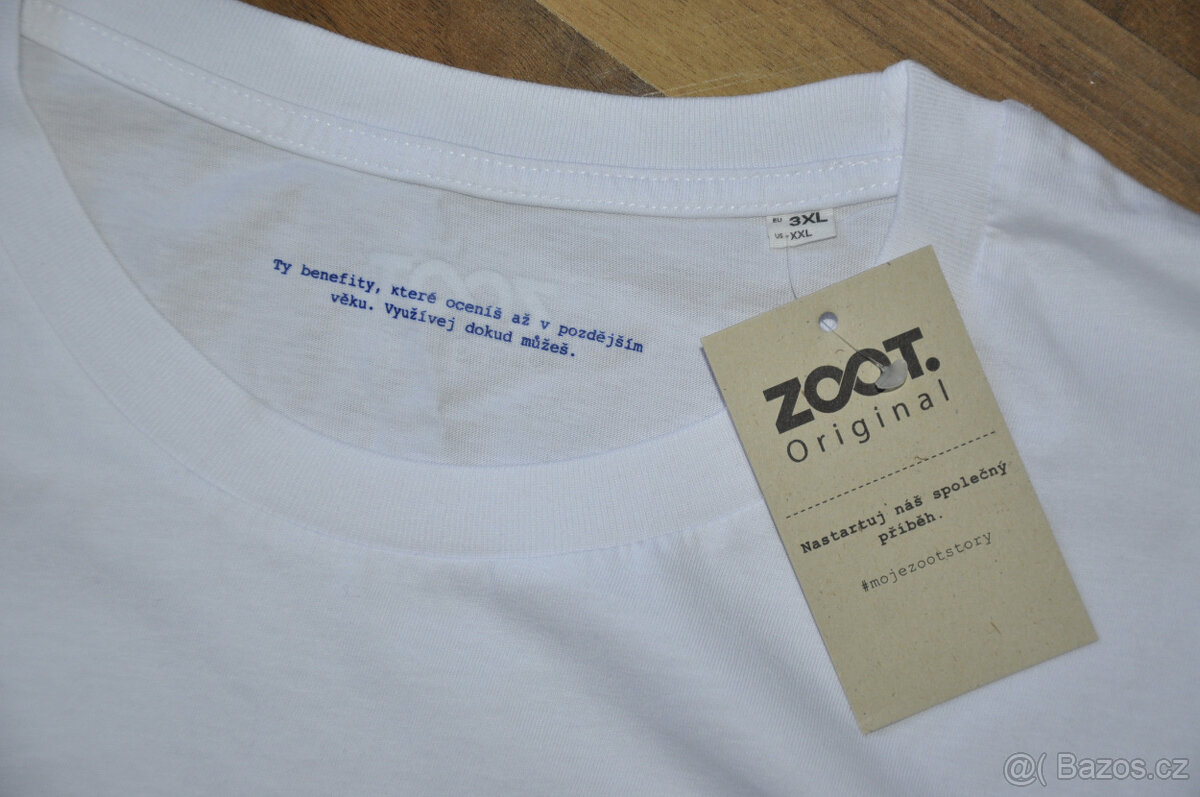 EU 3XL
US - XXL
Ty benefity, které oceníš až v pozdějším
věku. Využívej dokud můžeš.
ZOOT.
ZOOT.
Original
Nastartuj náš společný
příběh.
#mojezootstory
@( Bazos.cz